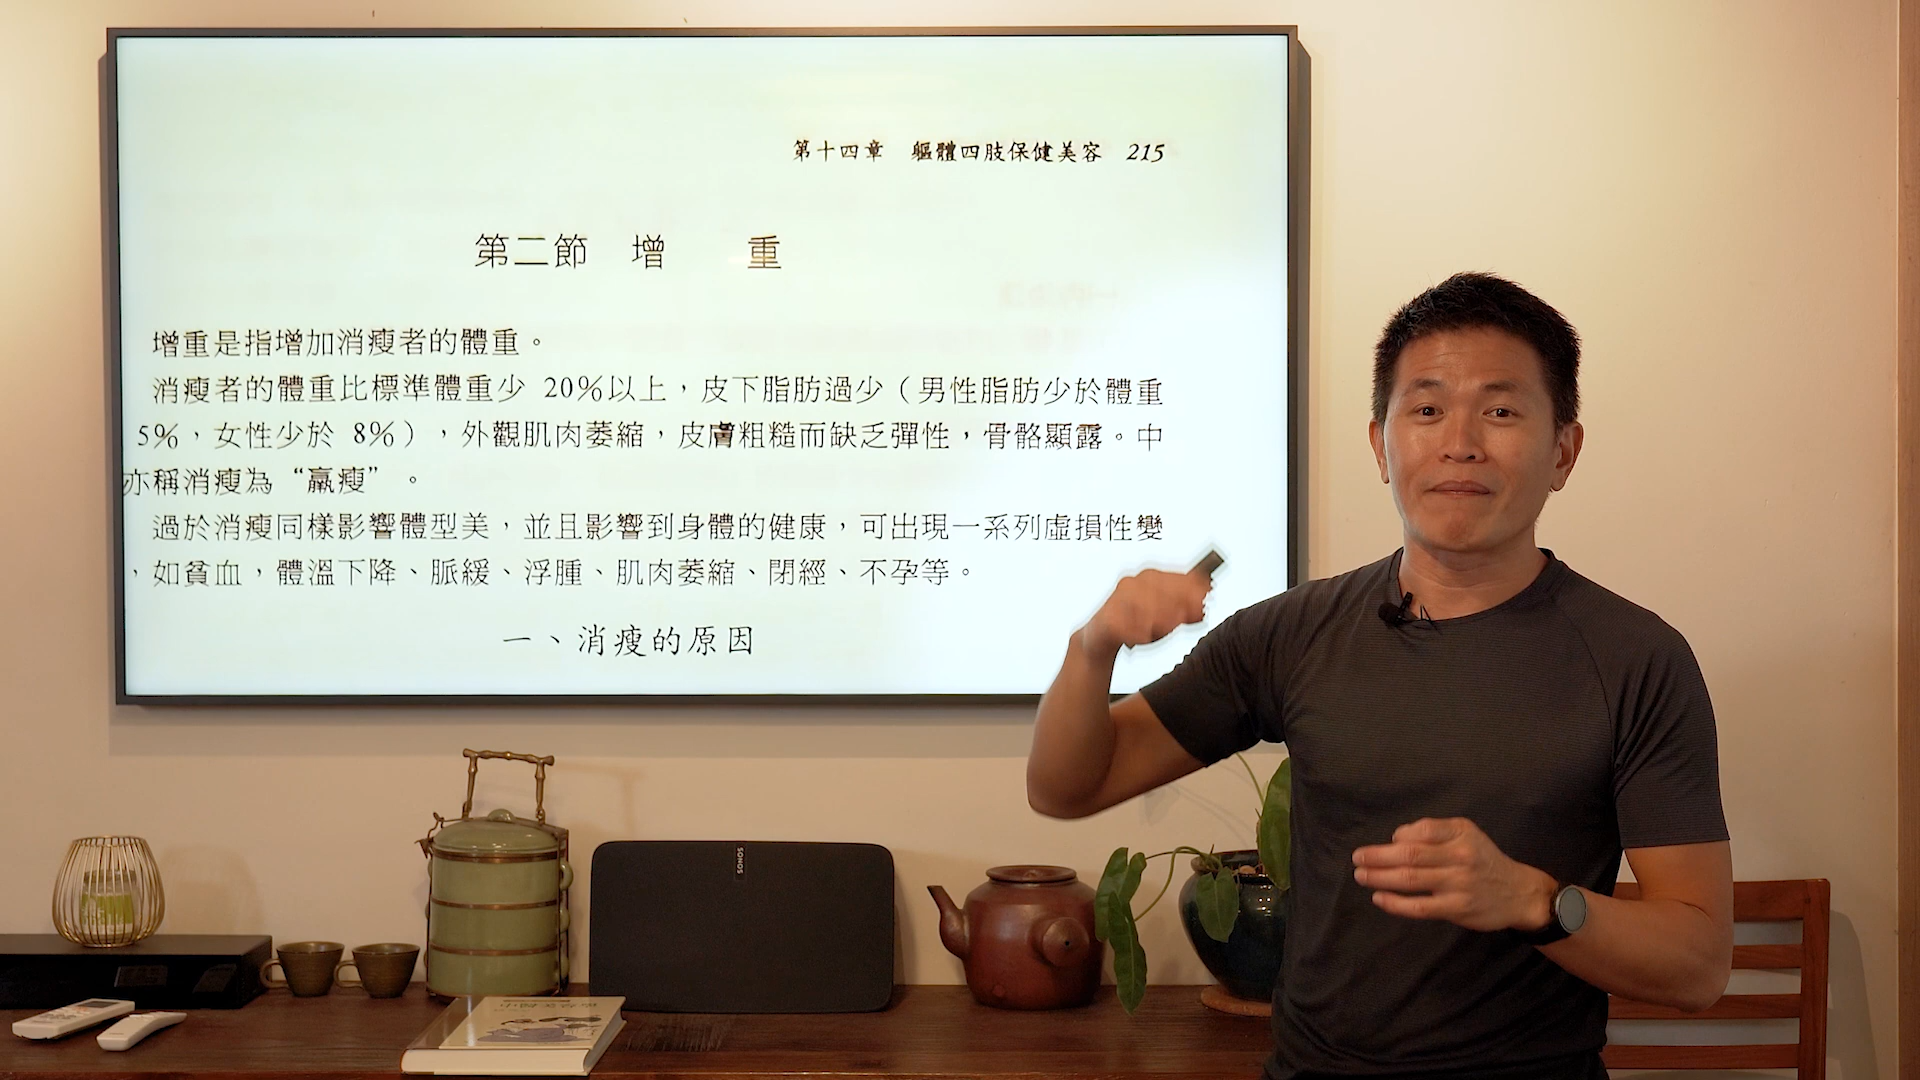 第十四章 軀體四肢保健美容 215
第二節 增 重
增重是指增加消瘦者的體重。
消瘦者的體重比標準體重少 20%以上，皮下脂肪過少（男性脂肪少於體重
5%，女性少於 8%），外觀肌肉萎縮，皮膚粗糙而缺乏彈性，骨骼顯露。中
亦稱消瘦為“羸瘦”。
過於消瘦同樣影響體型美，並且影響到身體的健康，可出現一系列虛損性變
，如貧血，體溫下降、脈緩、浮腫、肌肉萎縮、閉經、不孕等。
一、消瘦的原因
SONOS